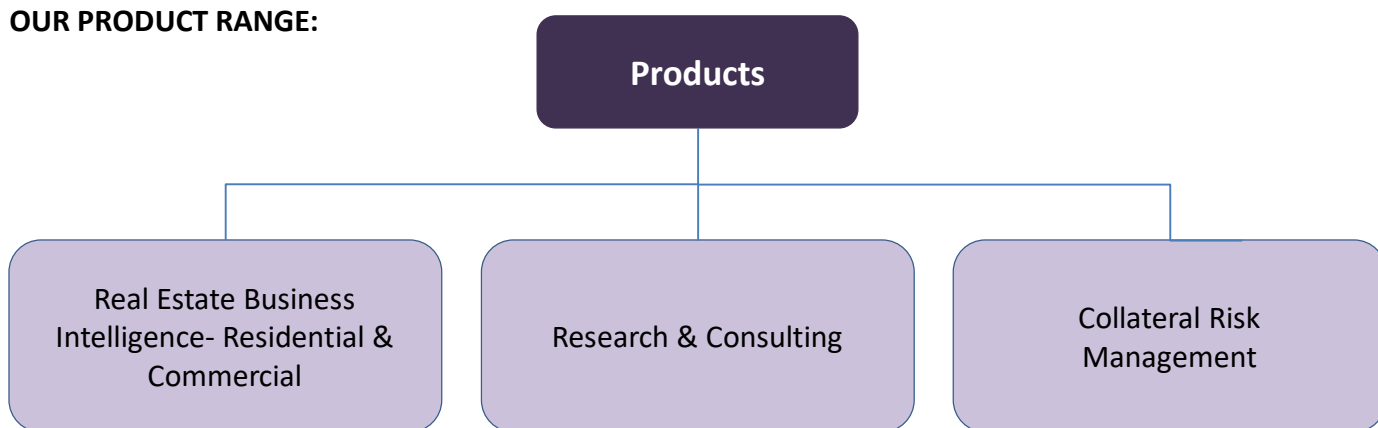 OUR PRODUCT RANGE:
Products
Real Estate Business
Intelligence- Residential &
Commercial
Research & Consulting
Collateral Risk
Management